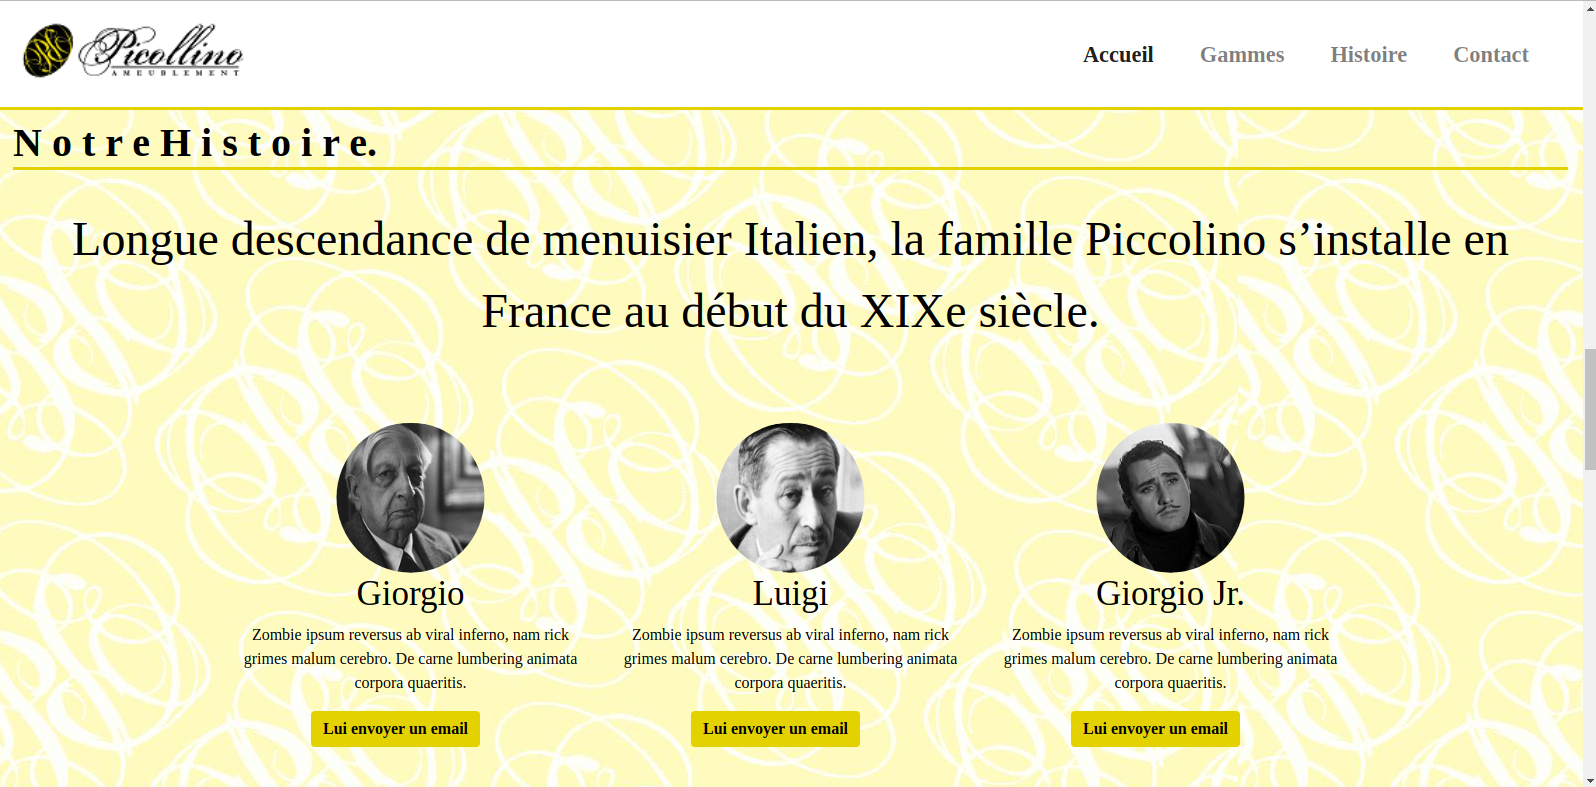 Picollino
AMEUBLEMENT
Accueil Gammes Histoire Contact
N o t r e H i s t o i r e.
Longue descendance de menuisier Italien, la famille Piccolino s’installe en
France au début du XIXe siècle.
Giorgio
Zombie ipsum reversus ab viral inferno, nam rick
grimes malum cerebro. De carne lumbering animata
corpora quaeritis.
Lui envoyer un email
Luigi
Zombie ipsum reversus ab viral inferno, nam rick
grimes malum cerebro. De carne lumbering animata
corpora quaeritis.
Lui envoyer un email
Giorgio Jr.
Zombie ipsum reversus ab viral inferno, nam rick
grimes malum cerebro. De carne lumbering animata
corpora quaeritis.
Lui envoyer un email